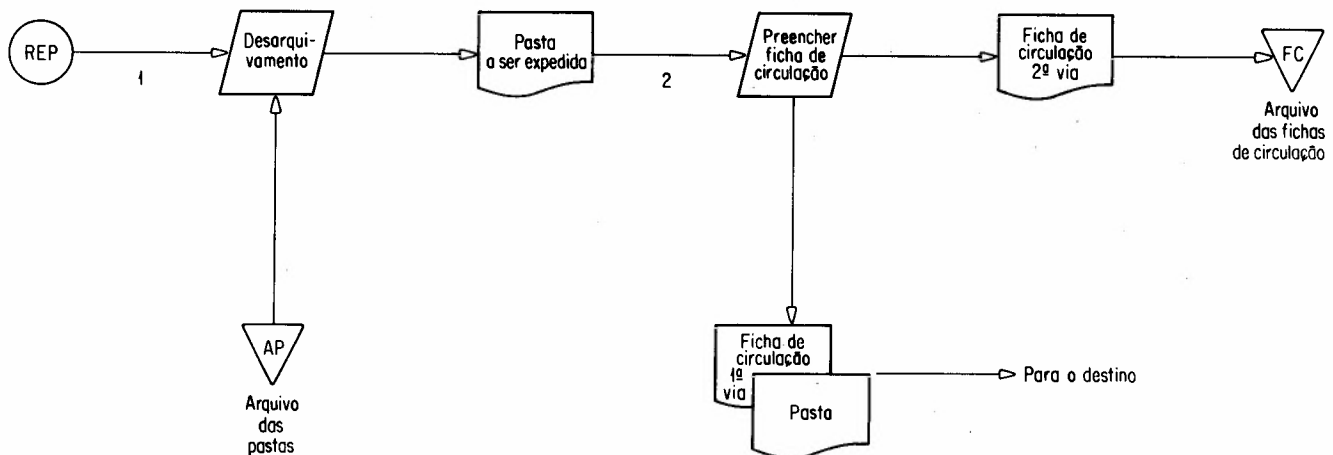 REP
1
Desarqui-
vamento
Pasta
a ser expedida
2
Preencher
ficha de
circulação
Ficha de
circulação
2ª via
FC
Arquivo
das fichas
de circulação
AP
Arquivo
das
pastas
Ficha de
circulação
1ª
via
Pasta
Para o destino